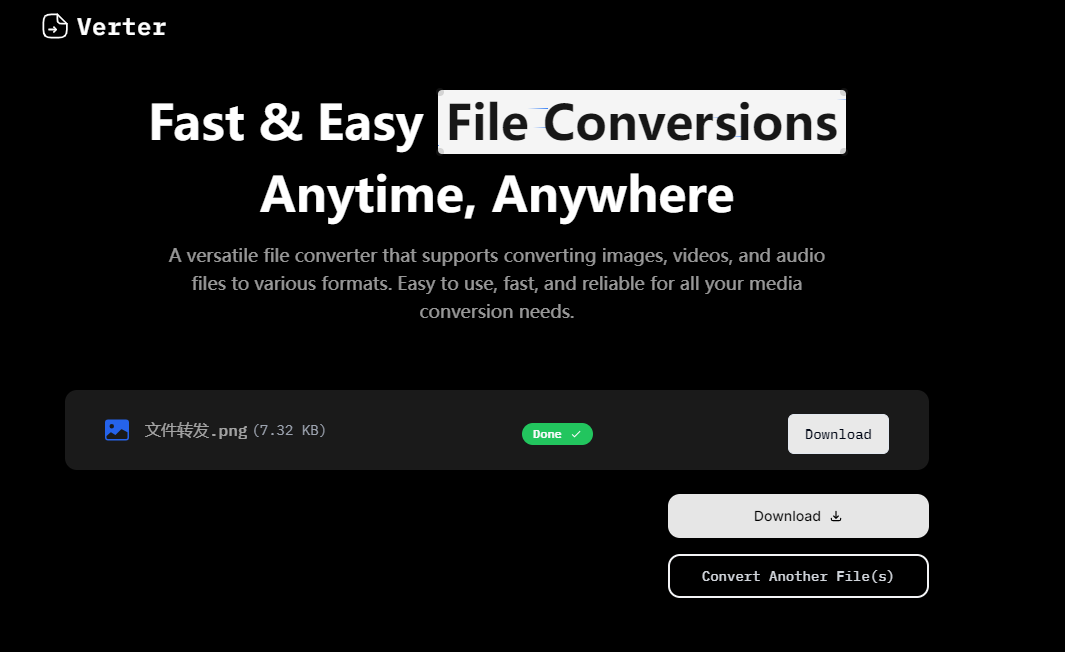 Verter
Fast & Easy File Conversions
Anytime, Anywhere
A versatile file converter that supports converting images, videos, and audio
files to various formats. Easy to use, fast, and reliable for all your media
conversion needs.
文件转发.png (7.32 KB)
Done
Download
Download
Convert Another File(s)